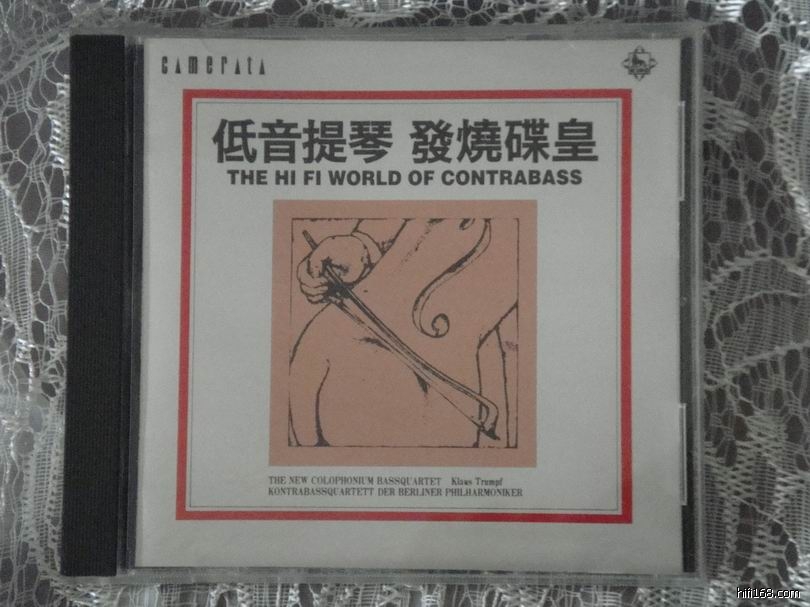 camerata
低音提琴 發燒碟皇
THE HI FI WORLD OF CONTRABASS
THE NEW COLOPHONIUM BASSQUARTET Klaus Trumpf
KONTRABASSQUARTETT DER BERLINER PHILHARMONIKER
hifi168.com